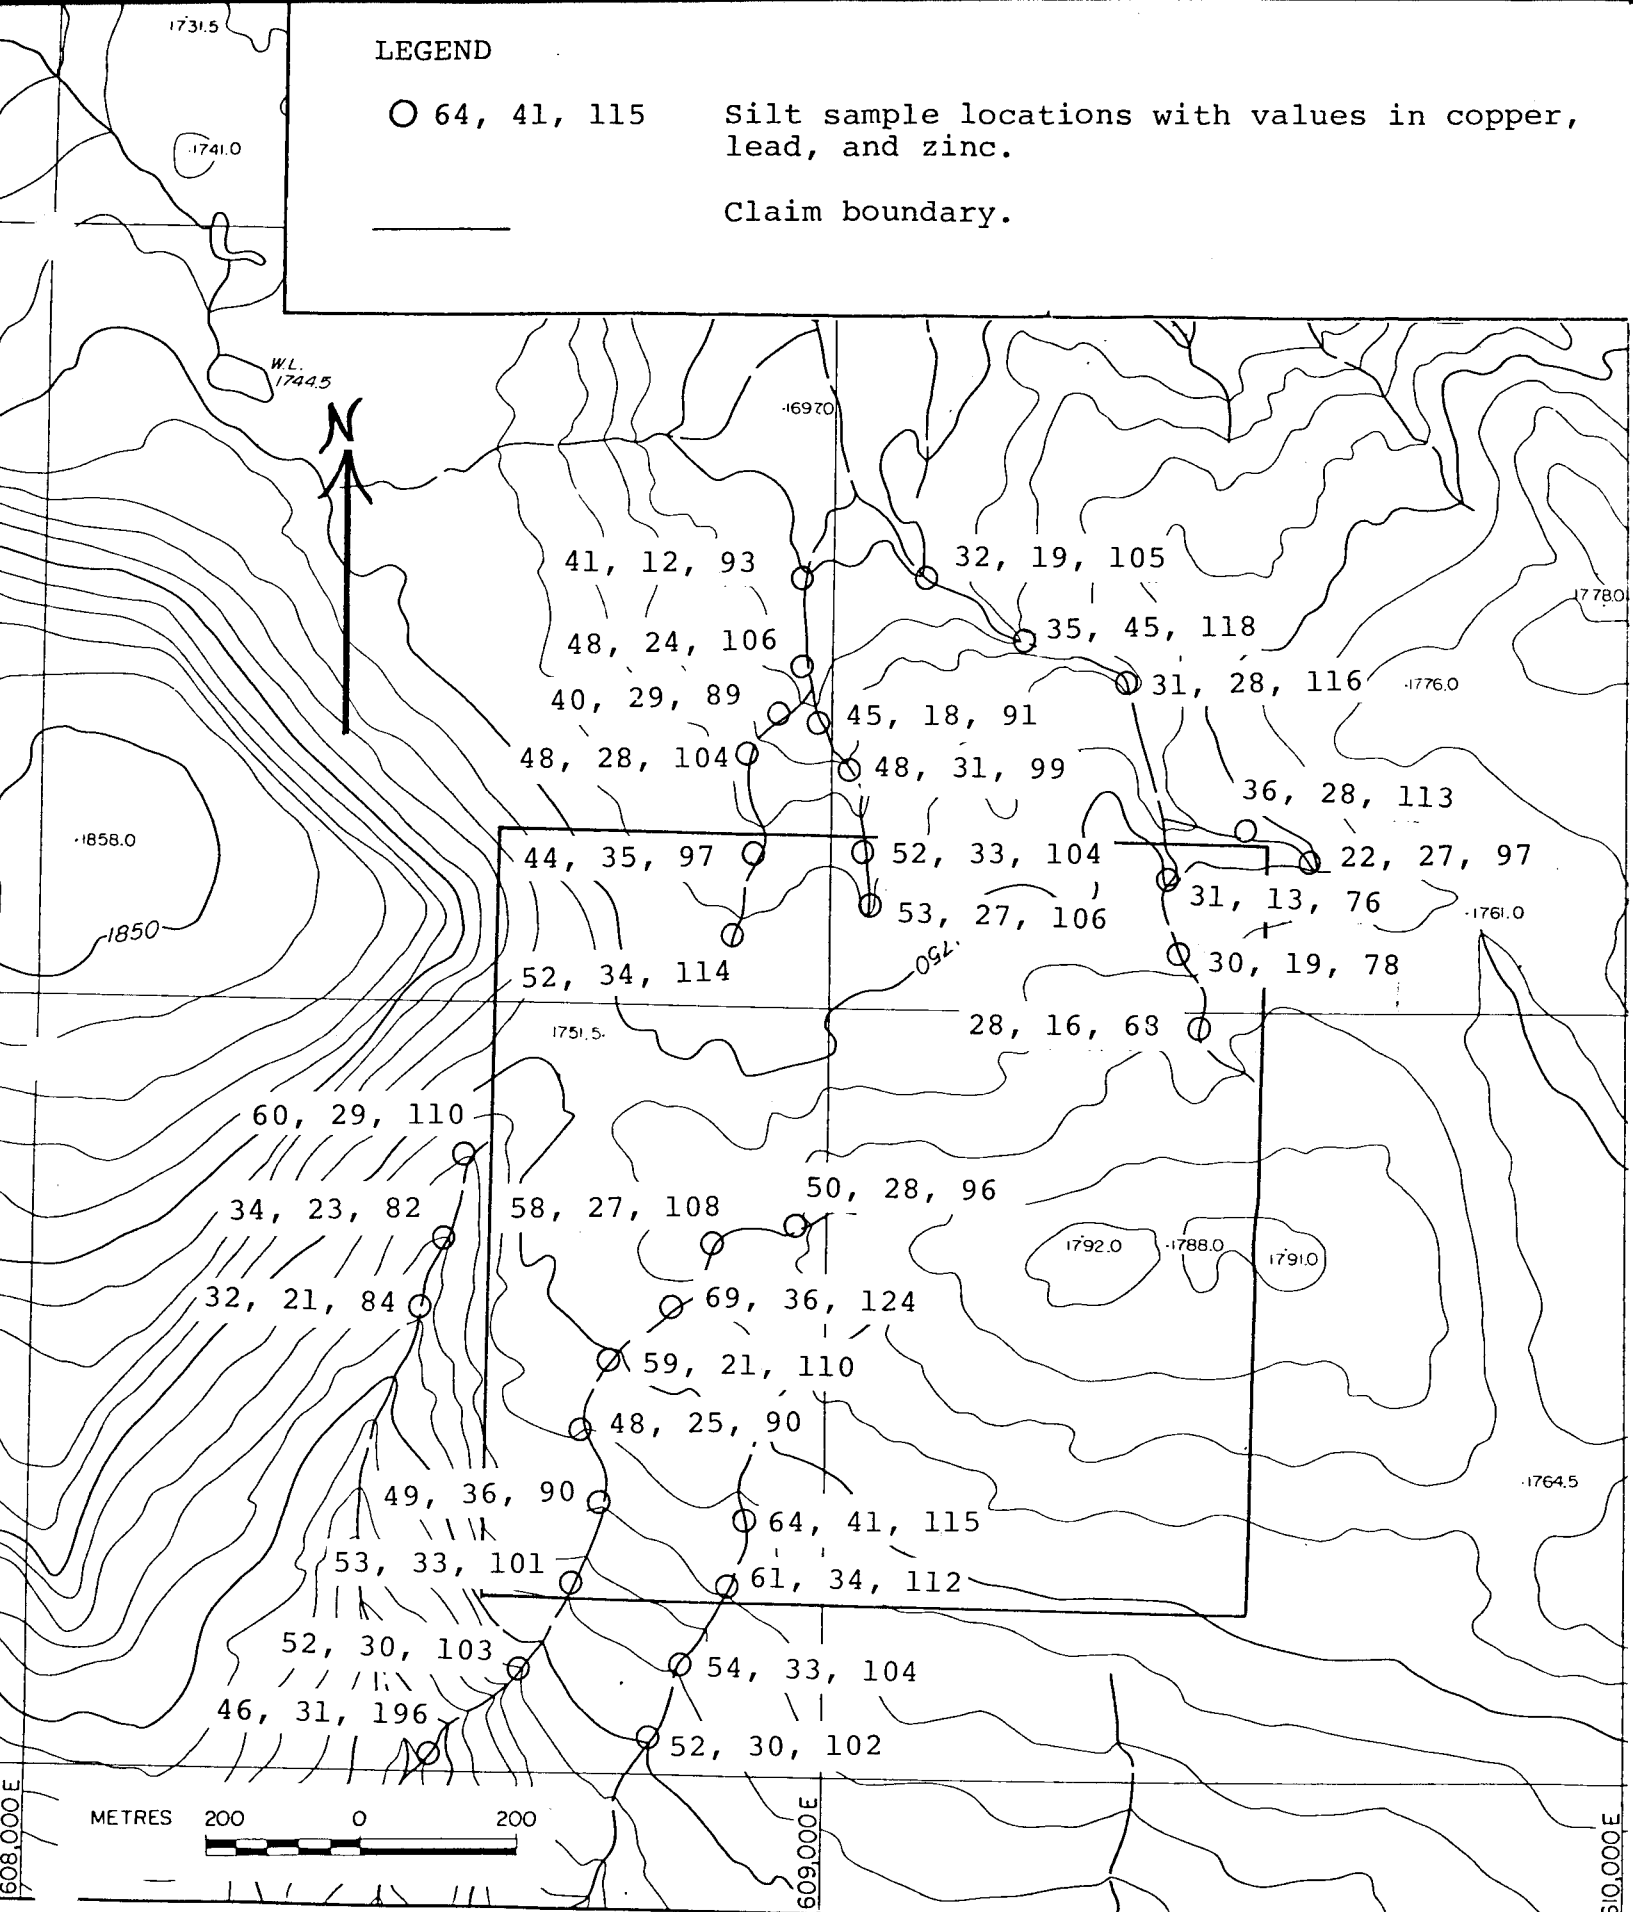 1731.5
LEGEND
64, 41, 115
Silt sample locations with values in copper,
lead, and zinc.
1741.0
Claim boundary.
W.L.
1744.5
N
1697.0
41, 12, 93
32, 19, 105
1778.0
48, 24, 106
35, 45, 118
40, 29, 89
31, 28, 116
1776.0
45, 18, 91
48, 28, 104
48, 31, 99
36, 28, 113
1858.0
44, 35, 97
52, 33, 104
22, 27, 97
31, 13, 76
53, 27, 106
1761.0
1850
750
52, 34, 114
30, 19, 78
1751.5
28, 16, 68
60, 29, 110
50, 28, 96
34, 23, 82
58, 27, 108
1792.0
1788.0
1791.0
32, 21, 84
69, 36, 124
59, 21, 110
48, 25, 90
49, 36, 90
1764.5
64, 41, 115
53, 33, 101
61, 34, 112
52, 30, 103
54, 33, 104
46, 31, 196
52, 30, 102
METRES 200 0 200
608,000 E
609,000 E
610,000 E